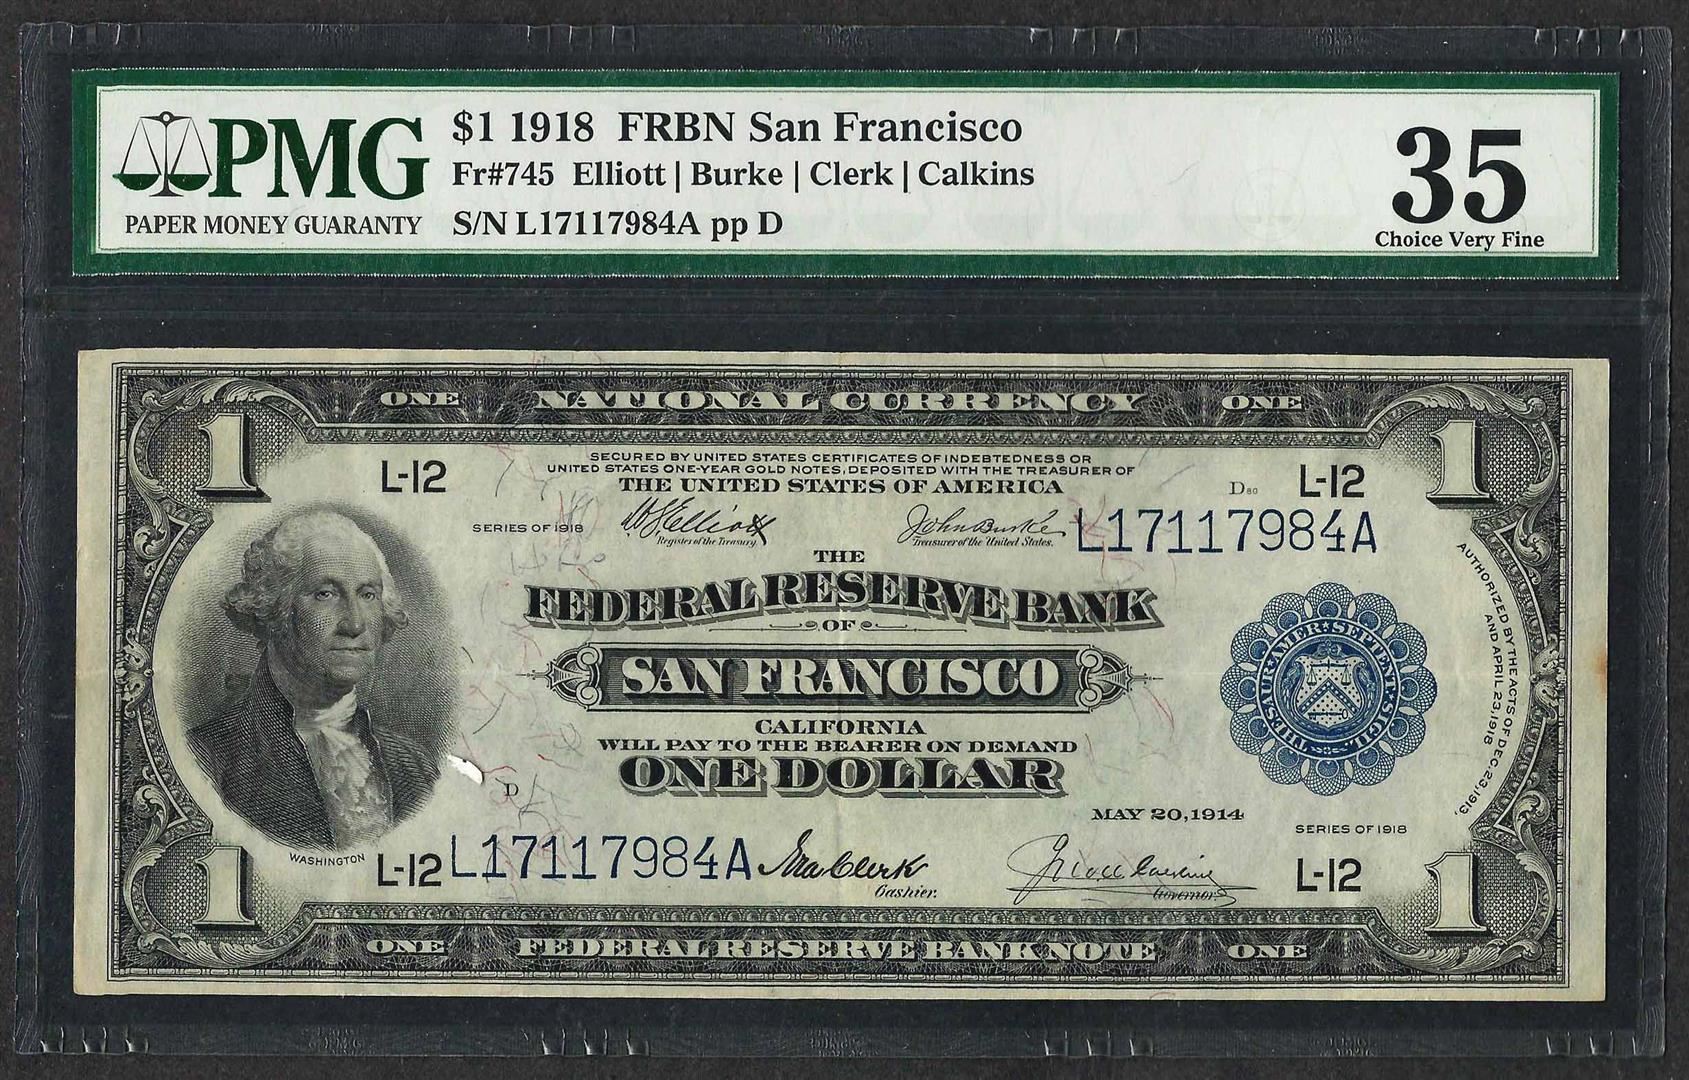 PMG
PAPER MONEY GUARANTY
$1 1918 FRBN San Francisco
Fr#745 Elliott | Burke | Clerk | Calkins
S/N L17117984A pp D
35
Choice Very Fine
ONE NATIONAL CURRENCY ONE
1 1
SECURED BY UNITED STATES CERTIFICATES OF INDEBTEDNESS OR
UNITED STATES ONE-YEAR GOLD NOTES, DEPOSITED WITH THE TREASURER OF
THE UNITED STATES OF AMERICA
L-12 D80 L-12
SERIES OF 1918
Register of the Treasury.
John Burke
Treasurer of the United States.
L17117984A
THE
FEDERAL RESERVE BANK
OF
SAN FRANCISCO
CALIFORNIA
WILL PAY TO THE BEARER ON DEMAND
ONE DOLLAR
THESAUR. AMER. SEPTENT. SIGIL.
AUTHORIZED BY THE ACTS OF DEC. 23, 1913,
AND APRIL 23, 1918
D
MAY 20, 1914
SERIES OF 1918
WASHINGTON
L-12 L17117984A
Ira Clerk
Cashier.
Governor
L-12
1 1
ONE FEDERAL RESERVE BANK NOTE ONE